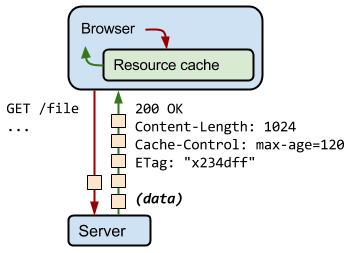 Browser
Resource cache
GET /file
...
200 OK
Content-Length: 1024
Cache-Control: max-age=120
ETag: "x234dff"
(data)
Server